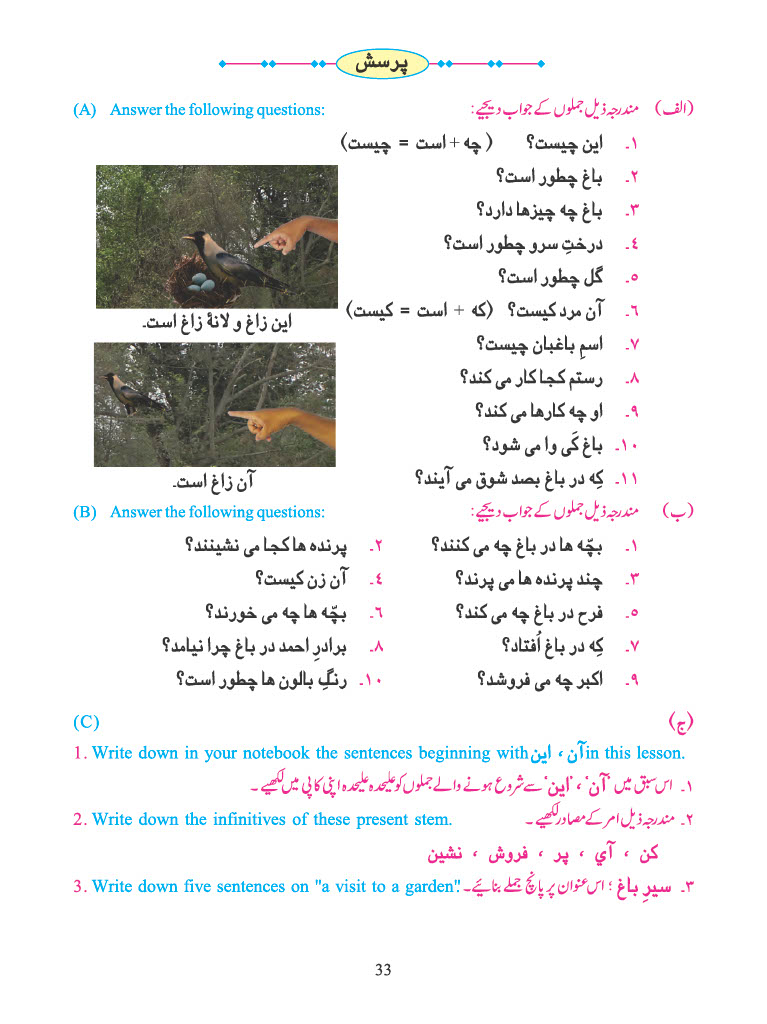 پرسش
(A) Answer the following questions: (الف) مندرجہ ذیل جملوں کے جواب دیجیے :
۱۔ این چیست؟ (چه + است = چیست)
۲۔ باغ چطور است؟
۳۔ باغ چه چیزها دارد؟
٤۔ درختِ سرو چطور است؟
٥۔ گل چطور است؟
٦۔ آن مرد کیست؟ (که + است = کیست)
۷۔ اسمِ باغبان چیست؟
۸۔ رستم کجا کار می کند؟
۹۔ او چه کارها می کند؟
۱۰۔ باغ کَی وا می شود؟
۱۱۔ کِه در باغ بصد شوق می آیند؟
این زاغ و لانۀ زاغ است۔
آن زاغ است۔
(B) Answer the following questions: (ب) مندرجہ ذیل جملوں کے جواب دیجیے :
۱۔ بچّه ها در باغ چه می کنند؟ ۲۔ پرنده ها کجا می نشینند؟
۳۔ چند پرنده ها می پرند؟ ٤۔ آن زن کیست؟
٥۔ فرح در باغ چه می کند؟ ٦۔ بچّه ها چه می خورند؟
۷۔ کِه در باغ اُفتاد؟ ۸۔ برادرِ احمد در باغ چرا نیامد؟
۹۔ اکبر چه می فروشد؟ ۱۰۔ رنگِ بالون ها چطور است؟
(C) (ج)
1. Write down in your notebook the sentences beginning with آن ، این in this lesson.
۱۔ اس سبق میں 'آن' ، 'این' سے شروع ہونے والے جملوں کو علیحدہ علیحدہ اپنی کاپی میں لکھیے ۔
2. Write down the infinitives of these present stem. ۲۔ مندرجہ ذیل امر کے مصادر لکھیے ۔
کن ، آي ، پر ، فروش ، نشین
3. Write down five sentences on "a visit to a garden". ۳۔ سیرِ باغ ؛ اس عنوان پر پانچ جملے بنائیے۔
33